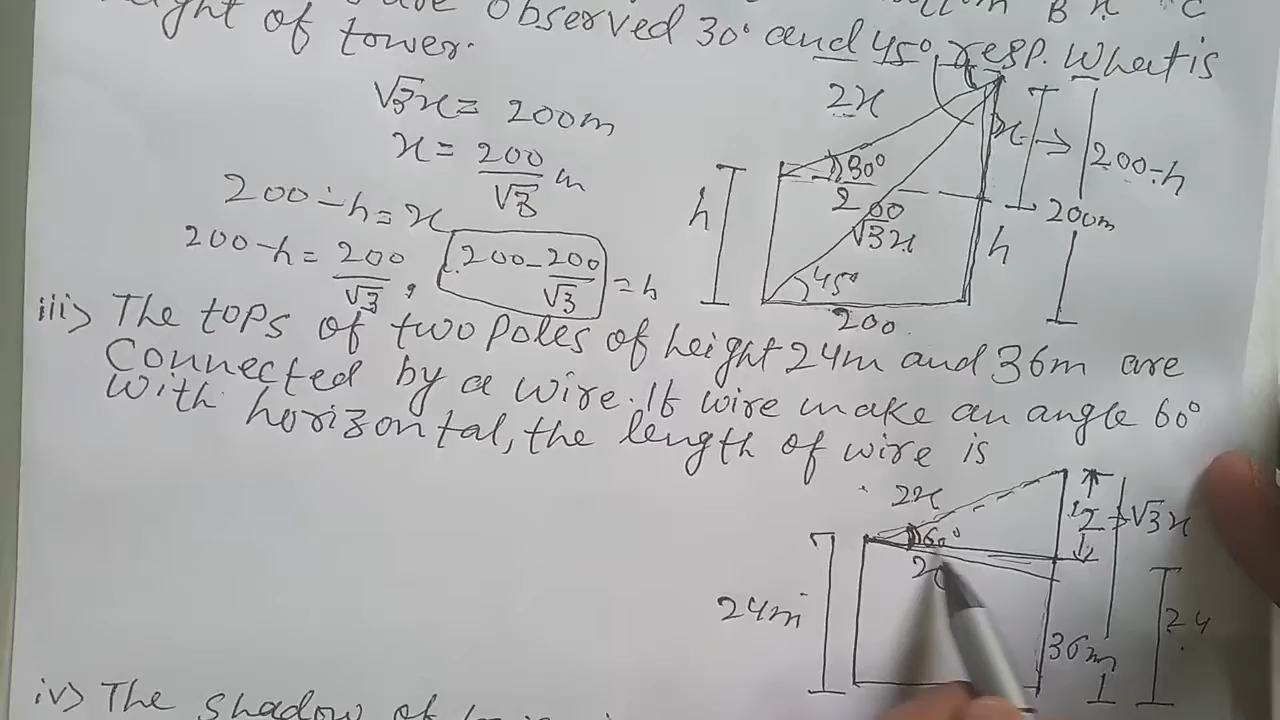 observed 30° and 45° resp. What is
height of tower.
√3x = 200m
x = 200/√3 m
200 - h = x
200 - h = 200/√3 , 200 - 200/√3 = h
2x
30°
x → 200 - h
200
√3x
h
h
200m
45°
200
iii) The tops of two poles of height 24m and 36m are
Connected by a wire. If wire make an angle 60°
with horizontal, the length of wire is
2x
60°
12 → √3x
24m
36m
24
iv) The shadow of